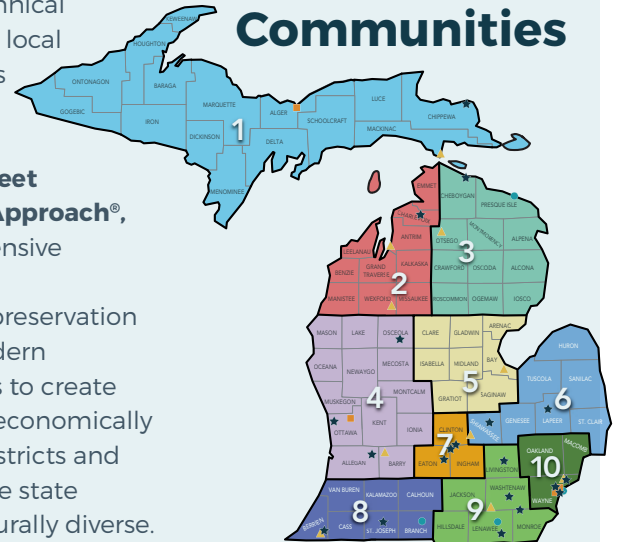 hnical
local
s
eet
Approach®,
ensive
preservation
dern
s to create
economically
stricts and
e state
urally diverse.
Communities
KEWEENAW
HOUGHTON
ONTONAGON
BARAGA
GOGEBIC
IRON
MARQUETTE
DICKINSON
MENOMINEE
1
ALGER
DELTA
SCHOOLCRAFT
LUCE
MACKINAC
CHIPPEWA
EMMET
CHARLEVOIX
ANTRIM
LEELANAU
BENZIE
GRAND
TRAVERSE
KALKASKA
2
MANISTEE
WEXFORD
MISSAUKEE
CHEBOYGAN
PRESQUE ISLE
OTSEGO
MONTMORENCY
ALPENA
3
CRAWFORD
OSCODA
ALCONA
ROSCOMMON
OGEMAW
IOSCO
MASON
LAKE
OSCEOLA
OCEANA
NEWAYGO
MECOSTA
4
MONTCALM
MUSKEGON
OTTAWA
KENT
IONIA
ALLEGAN
BARRY
CLARE
GLADWIN
ARENAC
ISABELLA
MIDLAND
BAY
5
GRATIOT
SAGINAW
HURON
TUSCOLA
SANILAC
6
GENESEE
LAPEER
ST. CLAIR
SHIAWASSEE
CLINTON
7
EATON
INGHAM
VAN BUREN
KALAMAZOO
CALHOUN
8
BERRIEN
CASS
ST. JOSEPH
BRANCH
LIVINGSTON
JACKSON
WASHTENAW
9
HILLSDALE
LENAWEE
MONROE
OAKLAND
MACOMB
10
WAYNE